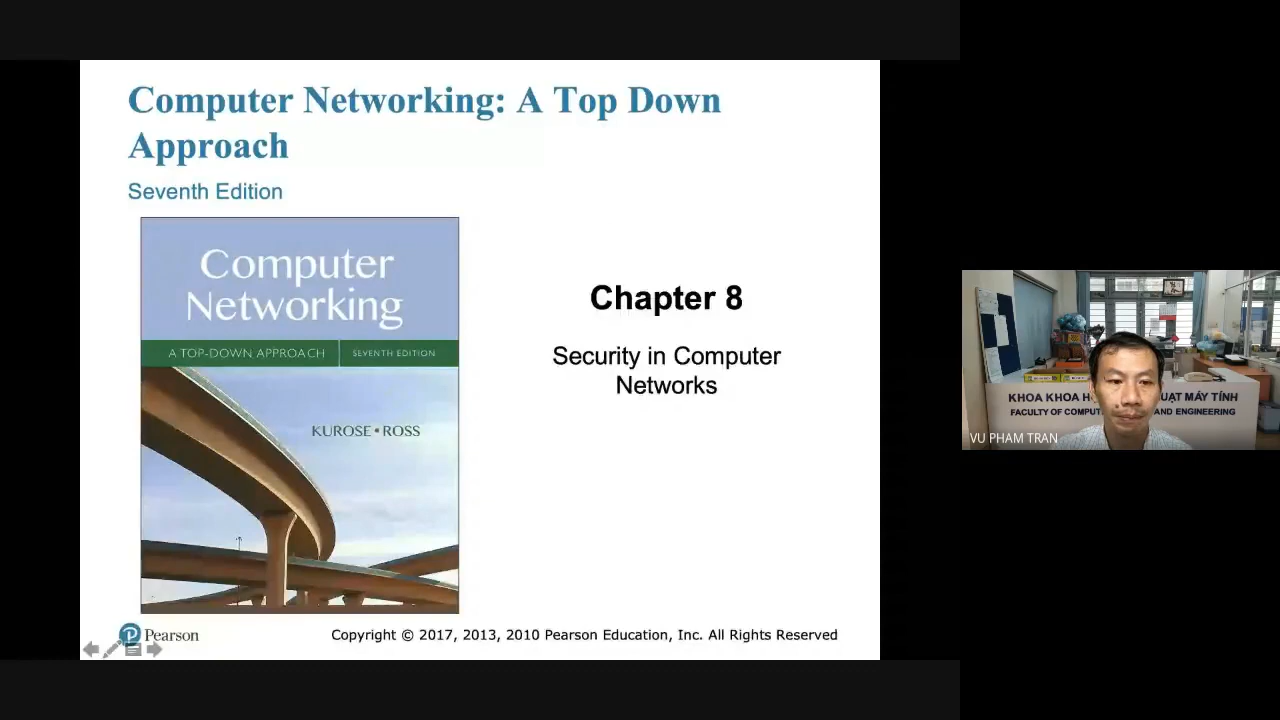 Computer Networking: A Top Down
Approach
Seventh Edition
Computer
Networking
A TOP-DOWN APPROACH
SEVENTH EDITION
KUROSE • ROSS
Chapter 8
Security in Computer
Networks
Pearson
Copyright © 2017, 2013, 2010 Pearson Education, Inc. All Rights Reserved
KHOA KHOA MÁY TÍNH
FACULTY OF AND ENGINEERING
VU PHAM TRAN